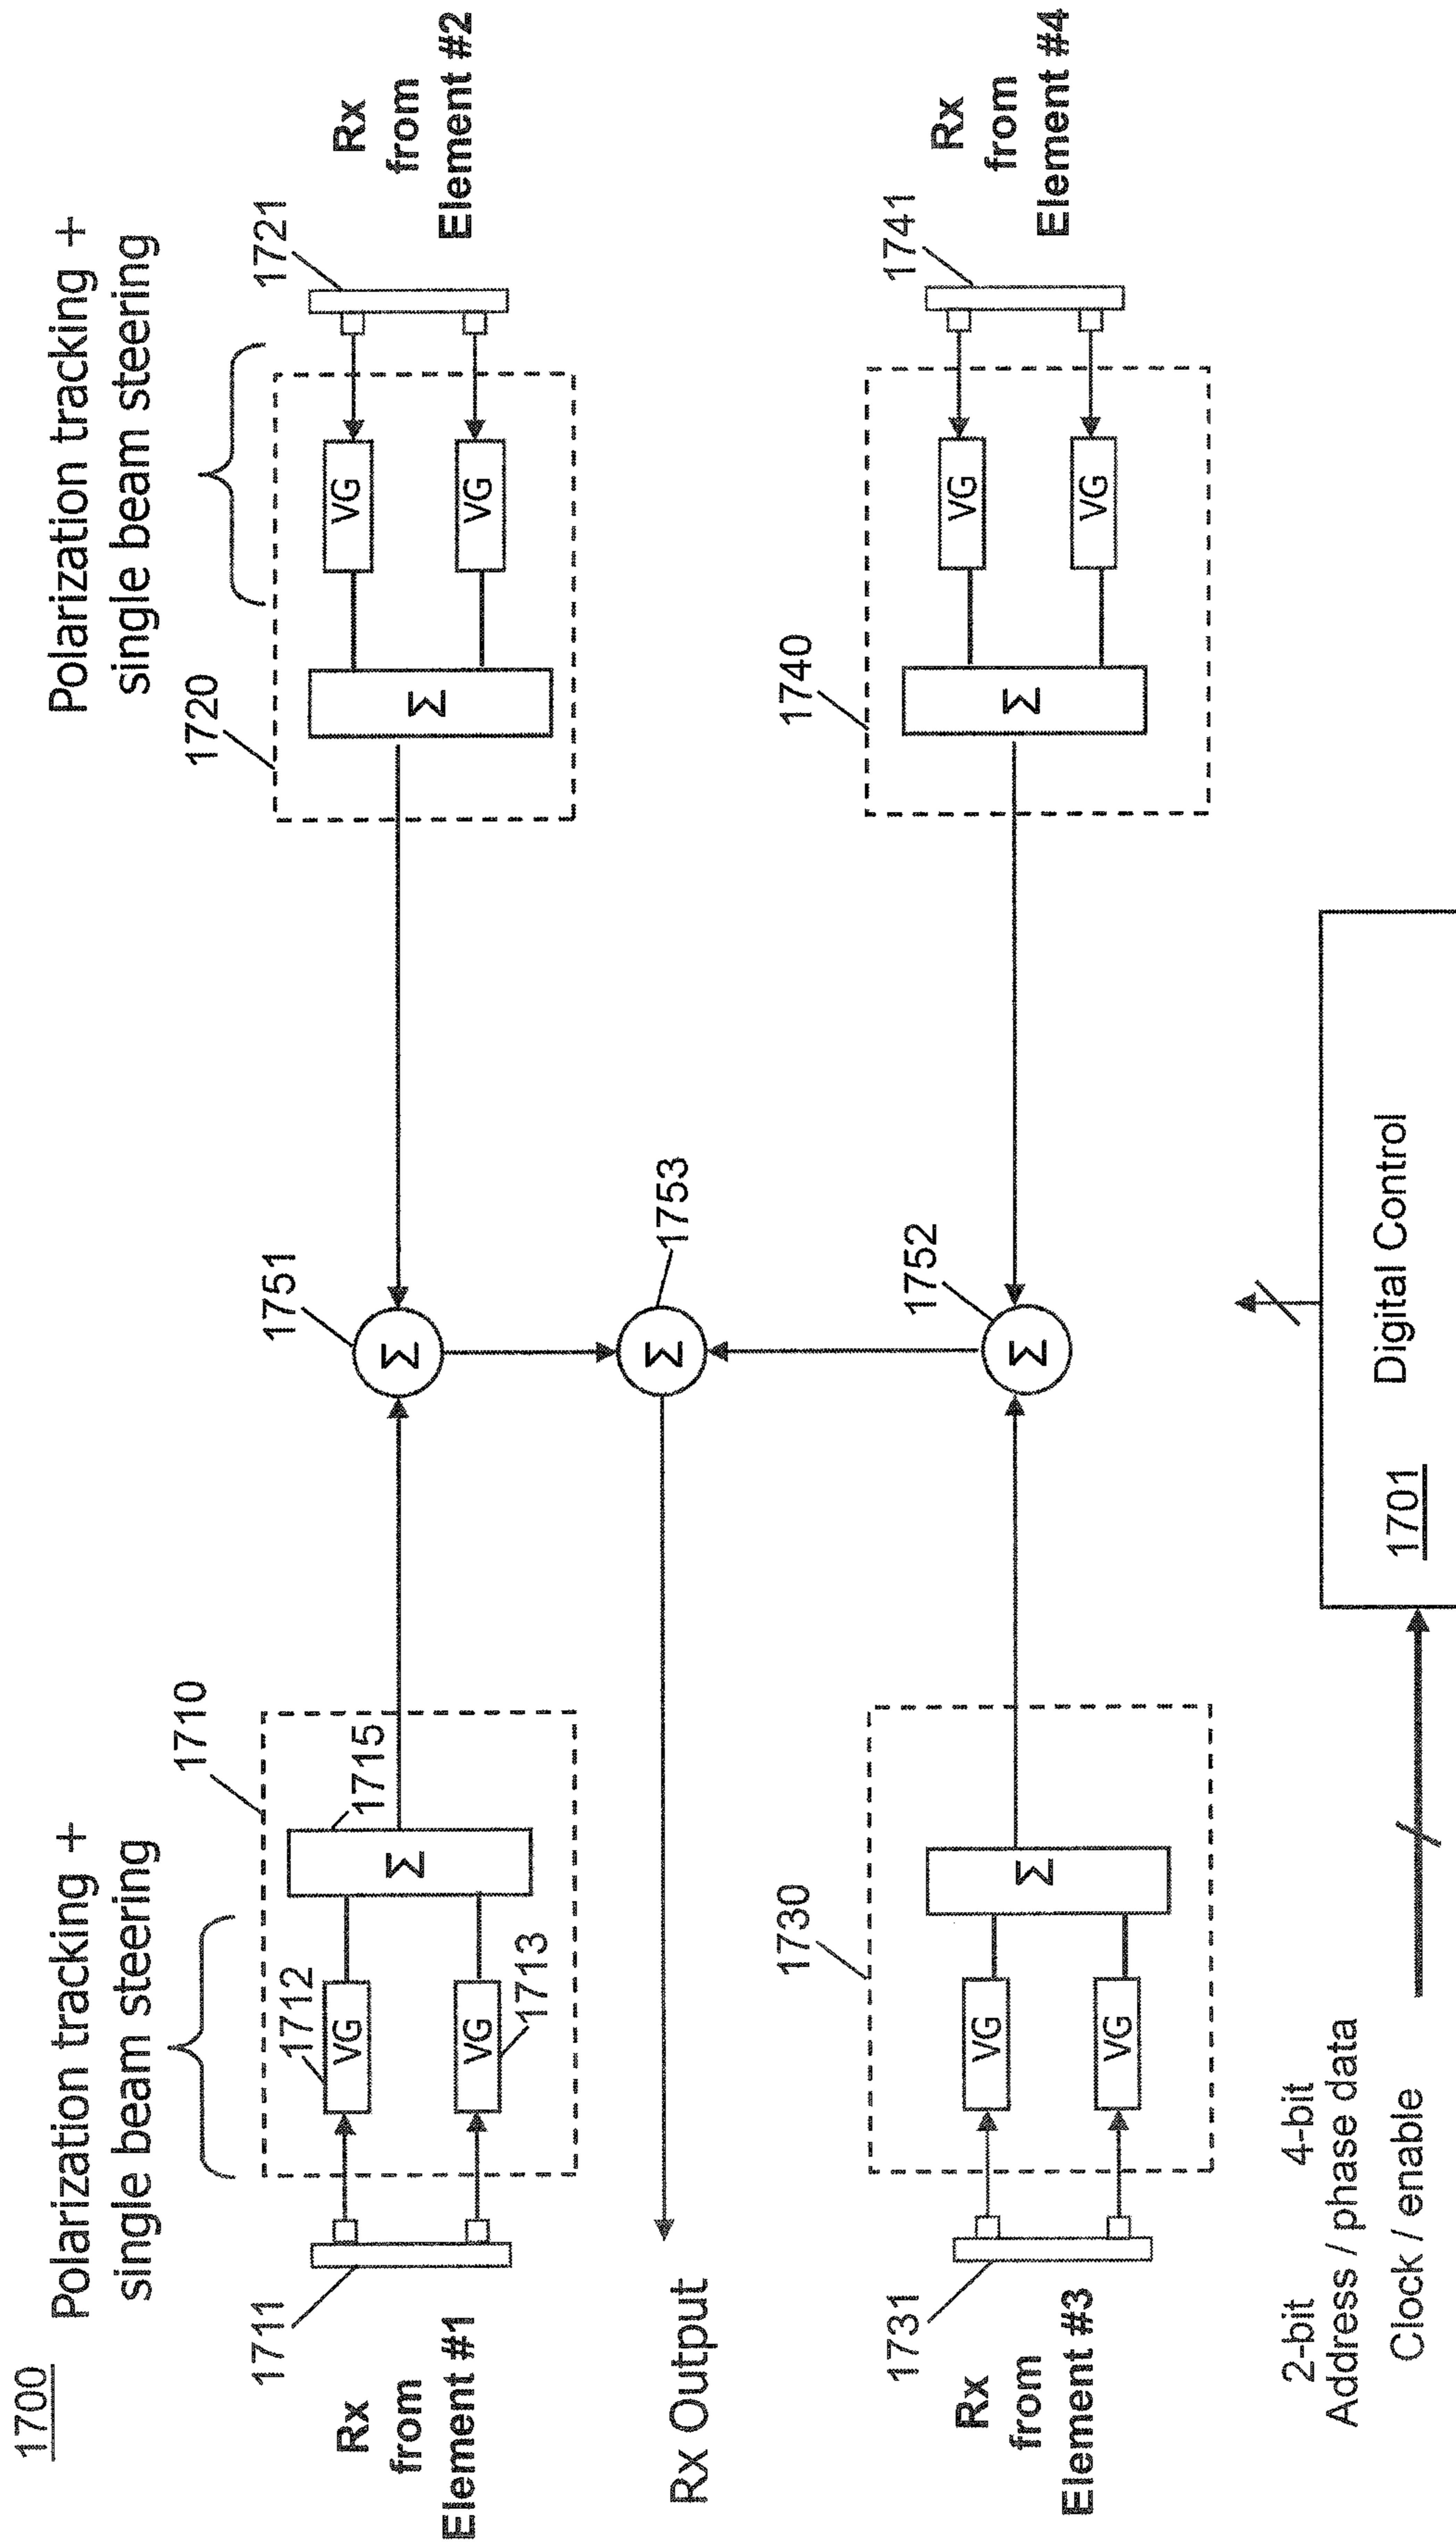 1700
Polarization tracking +
single beam steering
Polarization tracking +
single beam steering
1710
1720
1711
1712
1715
1751
1721
VG
Σ
Σ
Σ
VG
Rx
from
Element #1
VG
1713
VG
Rx
from
Element #2
1753
Σ
Rx Output
1730
1752
1740
1731
1741
VG
Σ
Σ
Σ
VG
Rx
from
Element #3
VG
VG
Rx
from
Element #4
2-bit 4-bit
Address / phase data
Clock / enable
Digital Control
1701